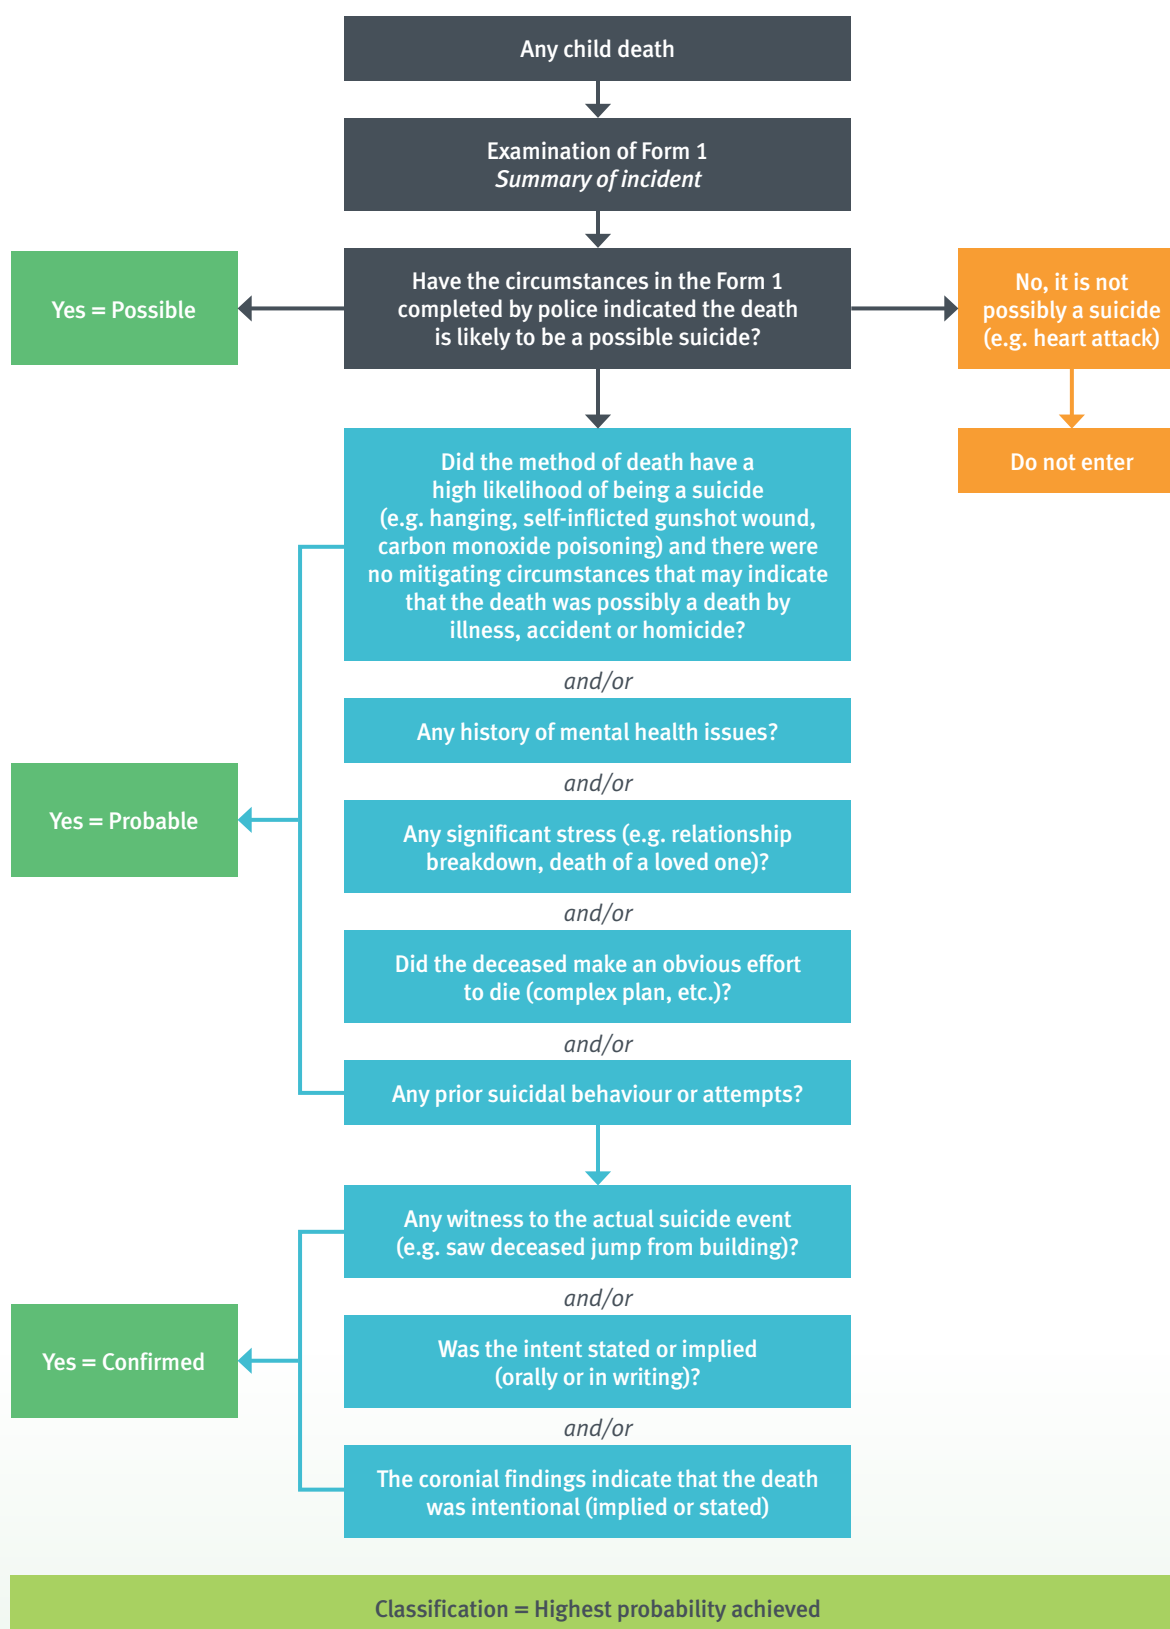 Any child death
Examination of Form 1
Summary of incident
Yes = Possible
Have the circumstances in the Form 1
completed by police indicated the death
is likely to be a possible suicide?
No, it is not
possibly a suicide
(e.g. heart attack)
Do not enter
Did the method of death have a
high likelihood of being a suicide
(e.g. hanging, self-inflicted gunshot wound,
carbon monoxide poisoning) and there were
no mitigating circumstances that may indicate
that the death was possibly a death by
illness, accident or homicide?
and/or
Any history of mental health issues?
and/or
Yes = Probable
Any significant stress (e.g. relationship
breakdown, death of a loved one)?
and/or
Did the deceased make an obvious effort
to die (complex plan, etc.)?
and/or
Any prior suicidal behaviour or attempts?
Any witness to the actual suicide event
(e.g. saw deceased jump from building)?
and/or
Yes = Confirmed
Was the intent stated or implied
(orally or in writing)?
and/or
The coronial findings indicate that the death
was intentional (implied or stated)
Classification = Highest probability achieved